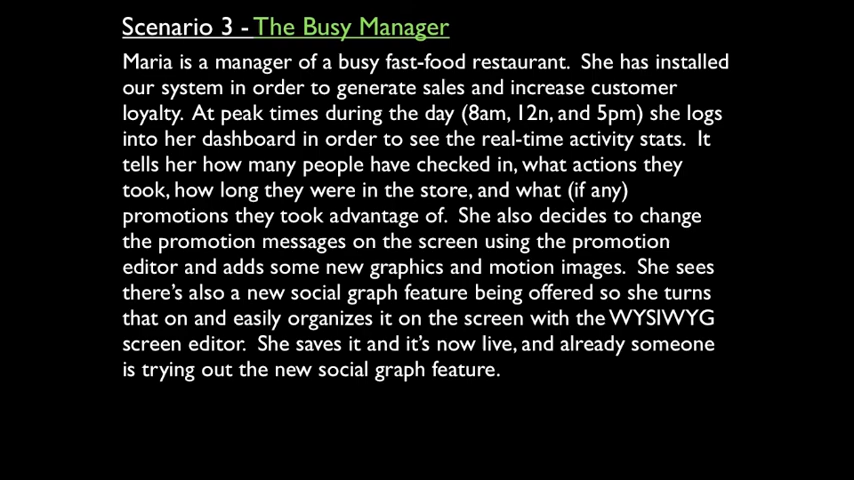 Scenario 3 - The Busy Manager
Maria is a manager of a busy fast-food restaurant.  She has installed
our system in order to generate sales and increase customer
loyalty.  At peak times during the day (8am, 12n, and 5pm) she logs
into her dashboard in order to see the real-time activity stats.  It
tells her how many people have checked in, what actions they
took, how long they were in the store, and what (if any)
promotions they took advantage of.  She also decides to change
the promotion messages on the screen using the promotion
editor and adds some new graphics and motion images.  She sees
there's also a new social graph feature being offered so she turns
that on and easily organizes it on the screen with the WYSIWYG
screen editor.  She saves it and it's now live, and already someone
is trying out the new social graph feature.